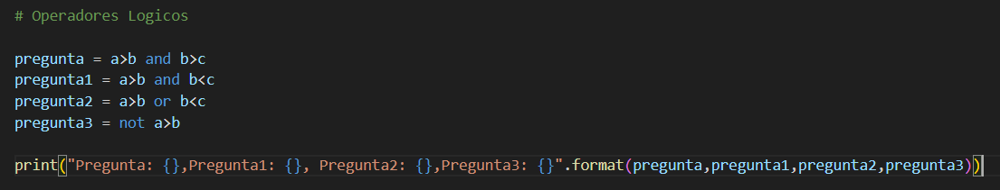 # Operadores Logicos
pregunta = a>b and b>c
pregunta1 = a>b and b<c
pregunta2 = a>b or b<c
pregunta3 = not a>b
print("Pregunta: {},Pregunta1: {}, Pregunta2: {},Pregunta3: {}".format(pregunta,pregunta1,pregunta2,pregunta3))